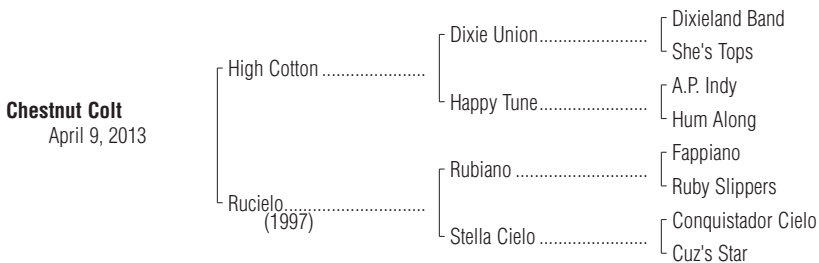 Dixieland Band
Dixie Union
She's Tops
High Cotton
A.P. Indy
Happy Tune
Hum Along
Chestnut Colt
April 9, 2013
Fappiano
Rubiano
Ruby Slippers
Rucielo
(1997)
Conquistador Cielo
Stella Cielo
Cuz's Star